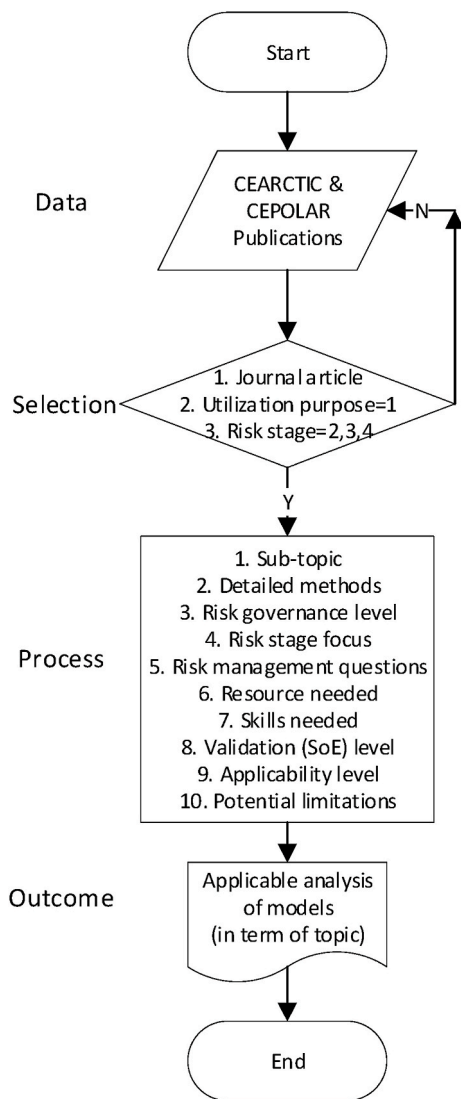 Start
Data
CEARCTIC &
CEPOLAR
Publications
N
Selection
1. Journal article
2. Utilization purpose=1
3. Risk stage=2,3,4
Y
Process
1. Sub-topic
2. Detailed methods
3. Risk governance level
4. Risk stage focus
5. Risk management questions
6. Resource needed
7. Skills needed
8. Validation (SoE) level
9. Applicability level
10. Potential limitations
Outcome
Applicable analysis
of models
(in term of topic)
End